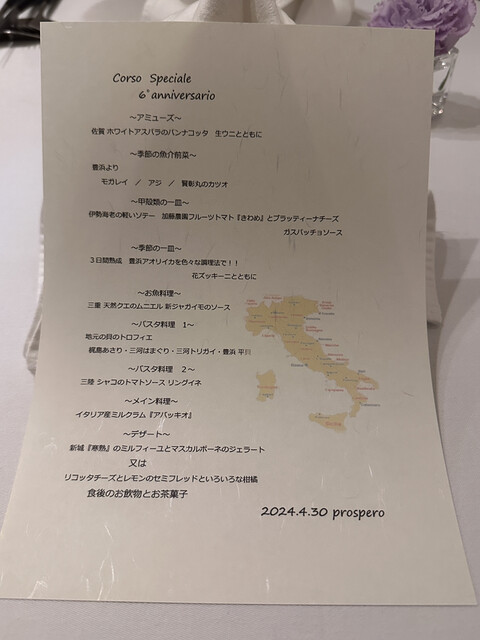 Corso Speciale
6°anniversario
～アミューズ～
佐賀 ホワイトアスパラのパンナコッタ 生ウニとともに
～季節の魚介前菜～
豊浜より
モガレイ ／ アジ ／ 賢彰丸のカツオ
～甲殻類の一皿～
伊勢海老の軽いソテー 加藤農園フルーツトマト『きわめ』とブラッティーナチーズ
ガスパッチョソース
～季節の一皿～
３日間熟成 豊浜アオリイカを色々な調理法で！！
花ズッキーニとともに
～お魚料理～
三重 天然クエのムニエル 新ジャガイモのソース
～パスタ料理 １～
地元の貝のトロフィエ
梶島あさり・三河はまぐり・三河トリガイ・豊浜 平貝
～パスタ料理 ２～
三陸 シャコのトマトソース リングイネ
～メイン料理～
イタリア産ミルクラム『アバッキオ』
～デザート～
新城『寒熟』のミルフィーユとマスカルポーネのジェラート
又は
リコッタチーズとレモンのセミフレッドといろいろな柑橘
食後のお飲物とお茶菓子
2024.4.30 prospero